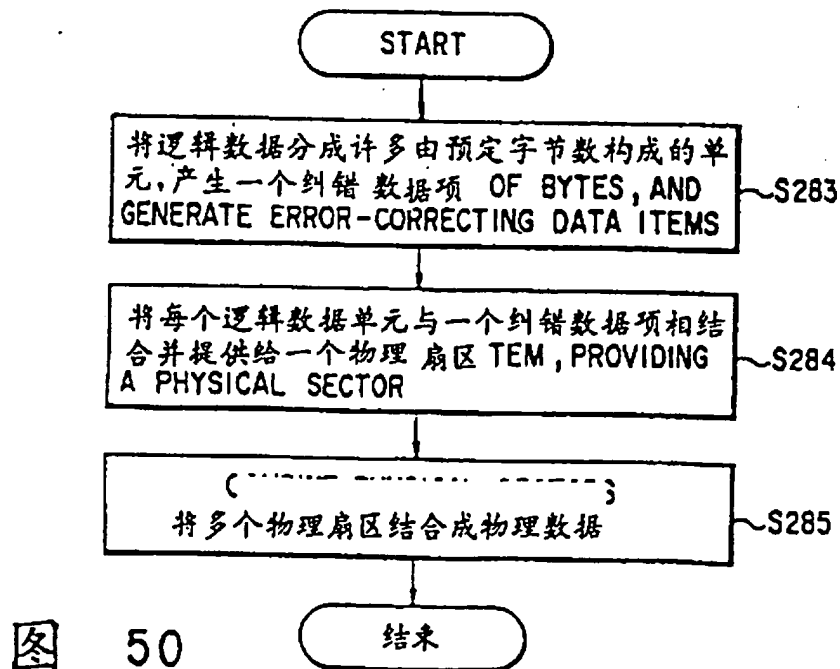 START
将逻辑数据分成许多由预定字节数构成的单
元,产生一个纠错数据项 OF BYTES, AND
GENERATE ERROR-CORRECTING DATA ITEMS
S283
将每个逻辑数据单元与一个纠错数据项相结
合并提供给一个物理扇区TEM, PROVIDING
A PHYSICAL SECTOR
S284
将多个物理扇区结合成物理数据
S285
结束
图 50